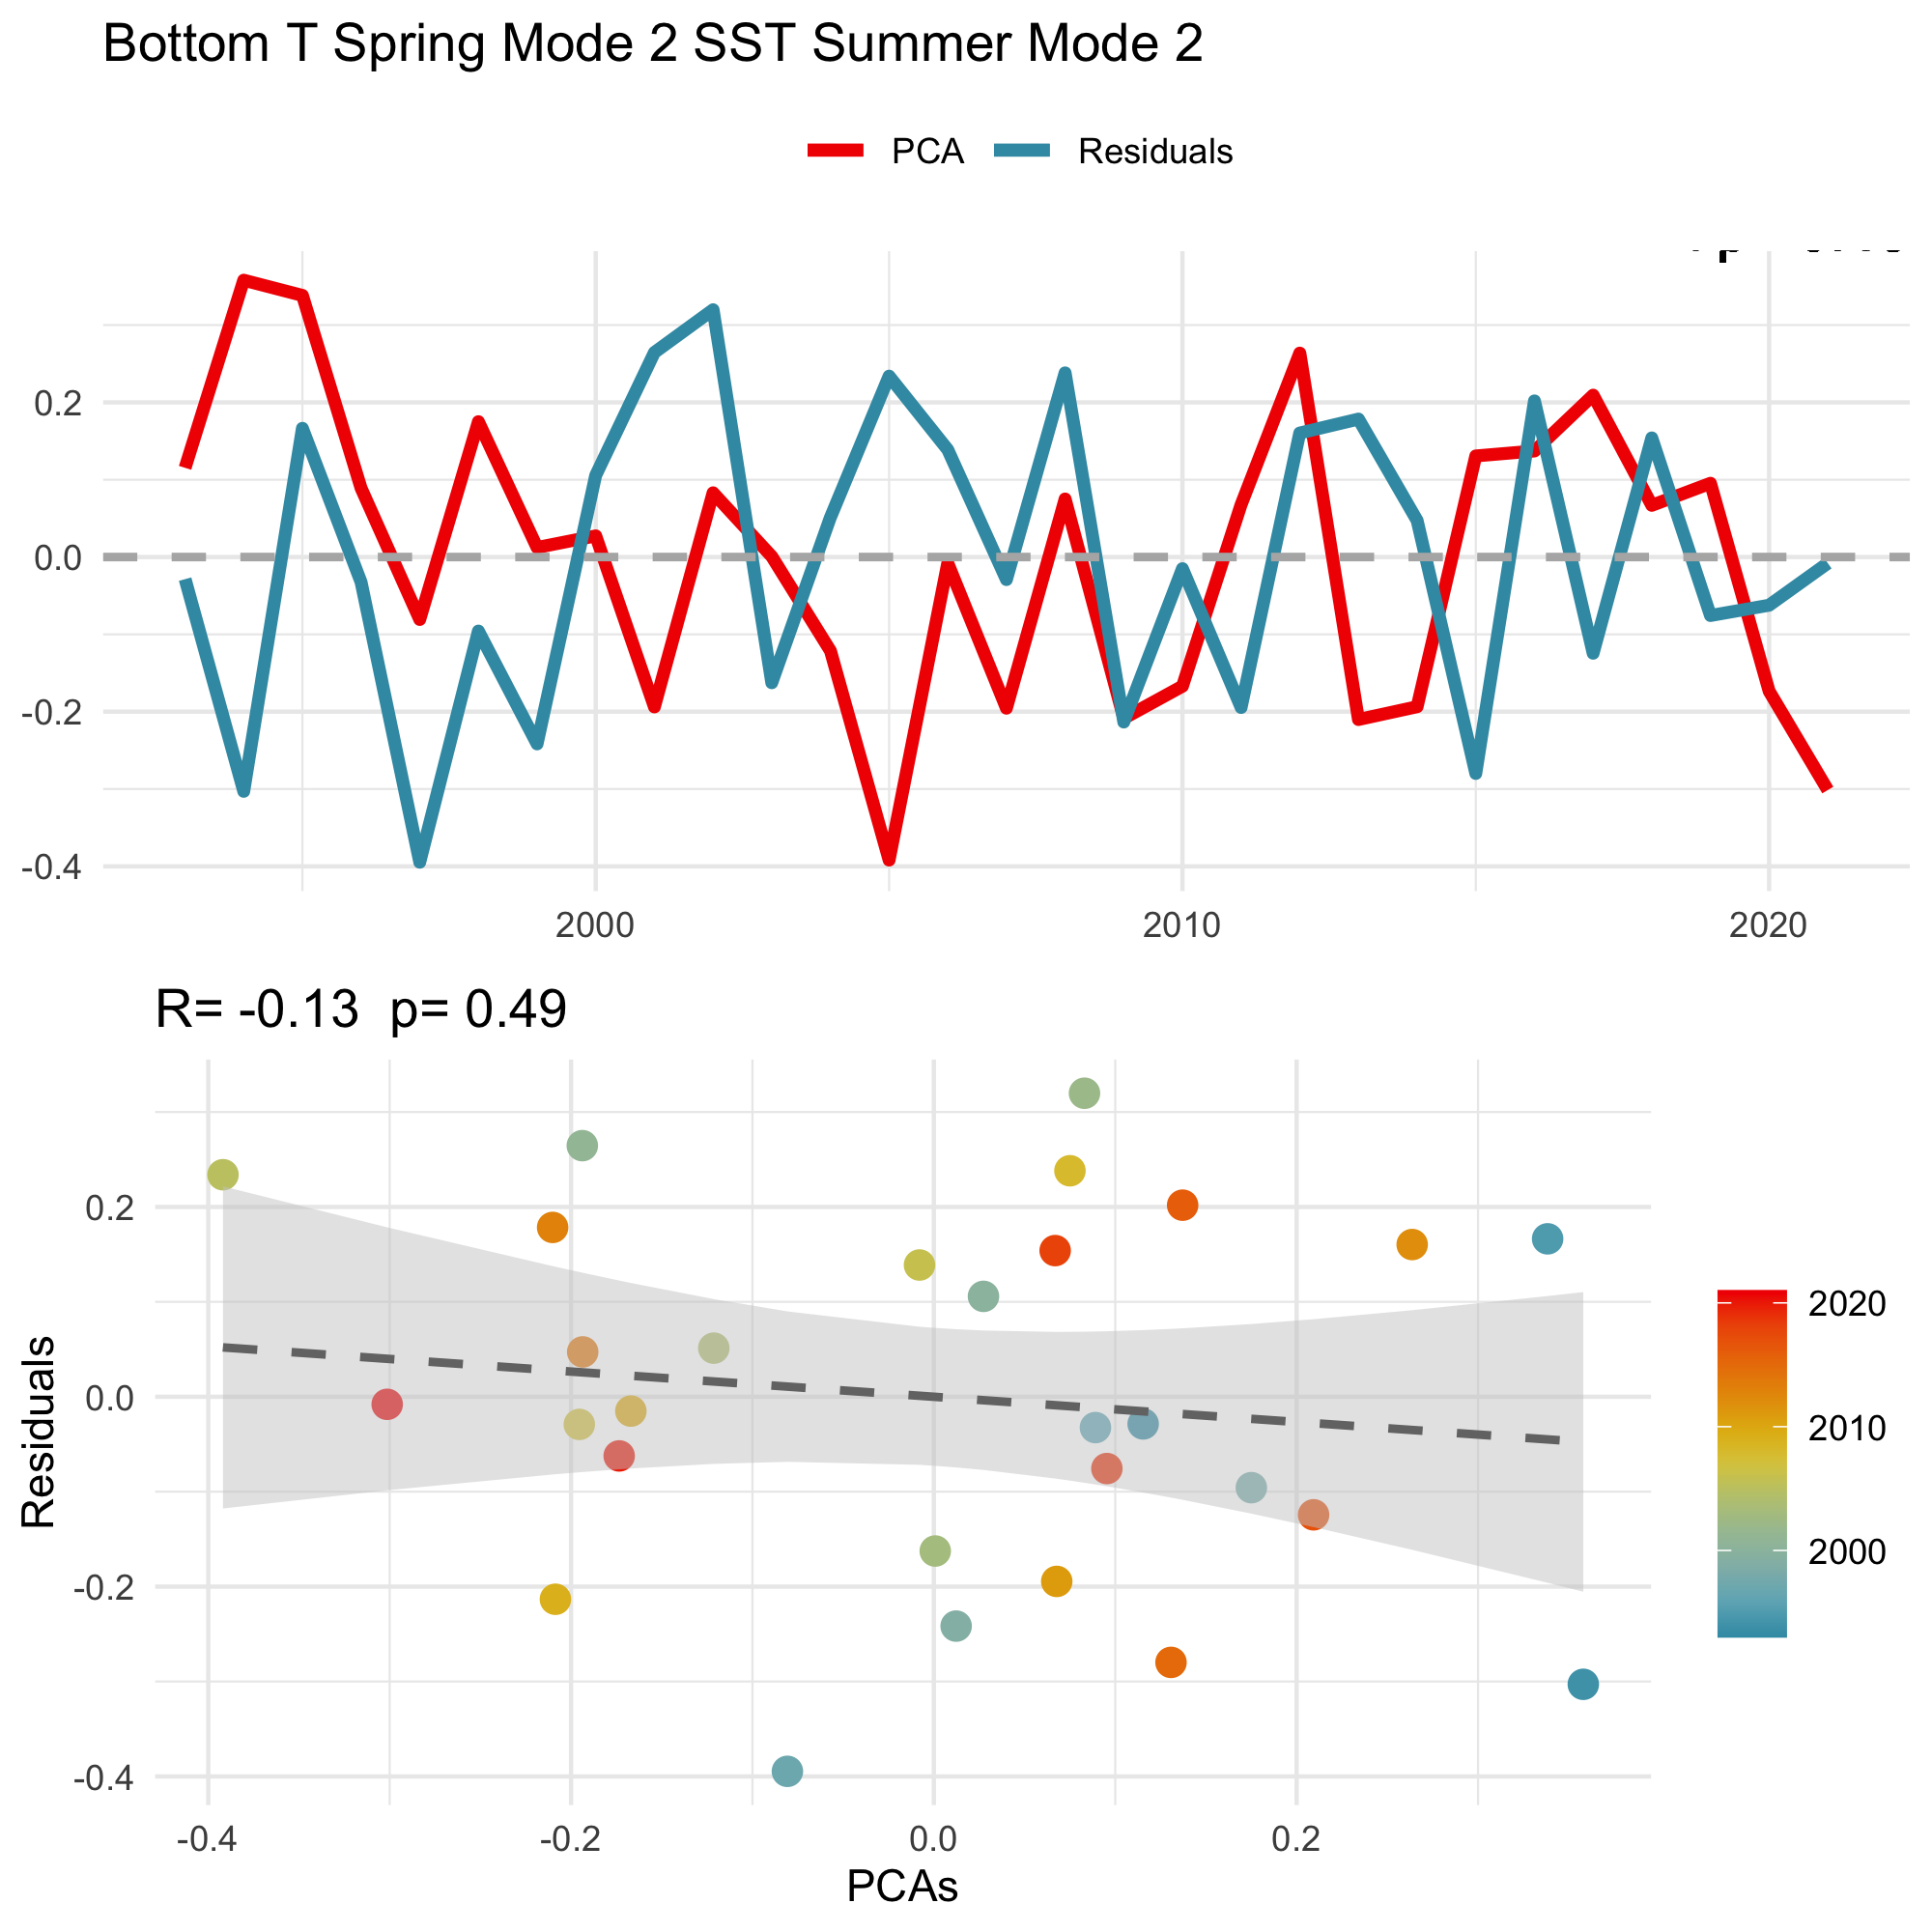 Bottom T Spring Mode 2 SST Summer Mode 2
PCA Residuals
0.2
0.0
-0.2
-0.4
2000 2010 2020
R= -0.13 p= 0.49
Residuals
0.2
0.0
-0.2
-0.4
-0.4 -0.2 0.0 0.2
PCAs
2020
2010
2000